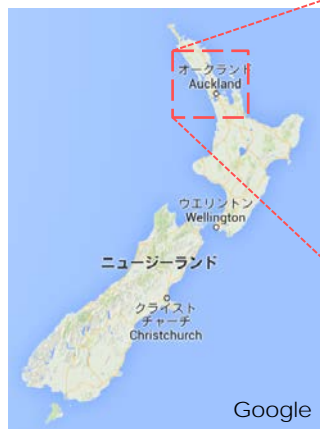 オークランド
Auckland
ウエリントン
Wellington
ニュージーランド
クライスト
チャーチ
Christchurch
Google